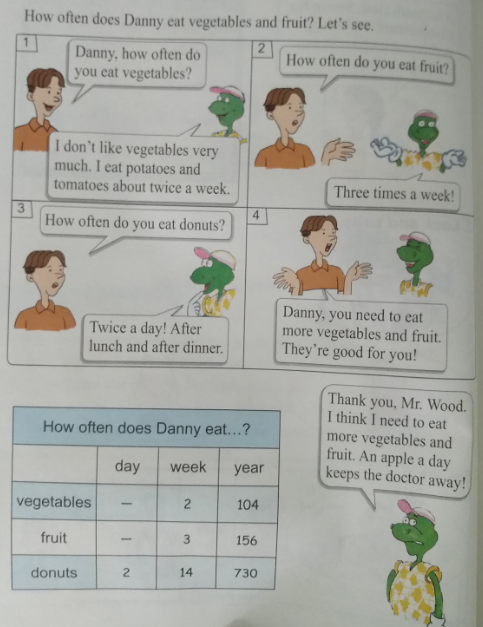 How often does Danny eat vegetables and fruit? Let's see.
1
Danny, how often do
you eat vegetables?
I don't like vegetables very
much. I eat potatoes and
tomatoes about twice a week.
2
How often do you eat fruit?
Three times a week!
3
How often do you eat donuts?
Twice a day! After
lunch and after dinner.
4
Danny, you need to eat
more vegetables and fruit.
They're good for you!
How often does Danny eat…?
day week year
vegetables — 2 104
fruit — 3 156
donuts 2 14 730
Thank you, Mr. Wood.
I think I need to eat
more vegetables and
fruit. An apple a day
keeps the doctor away!